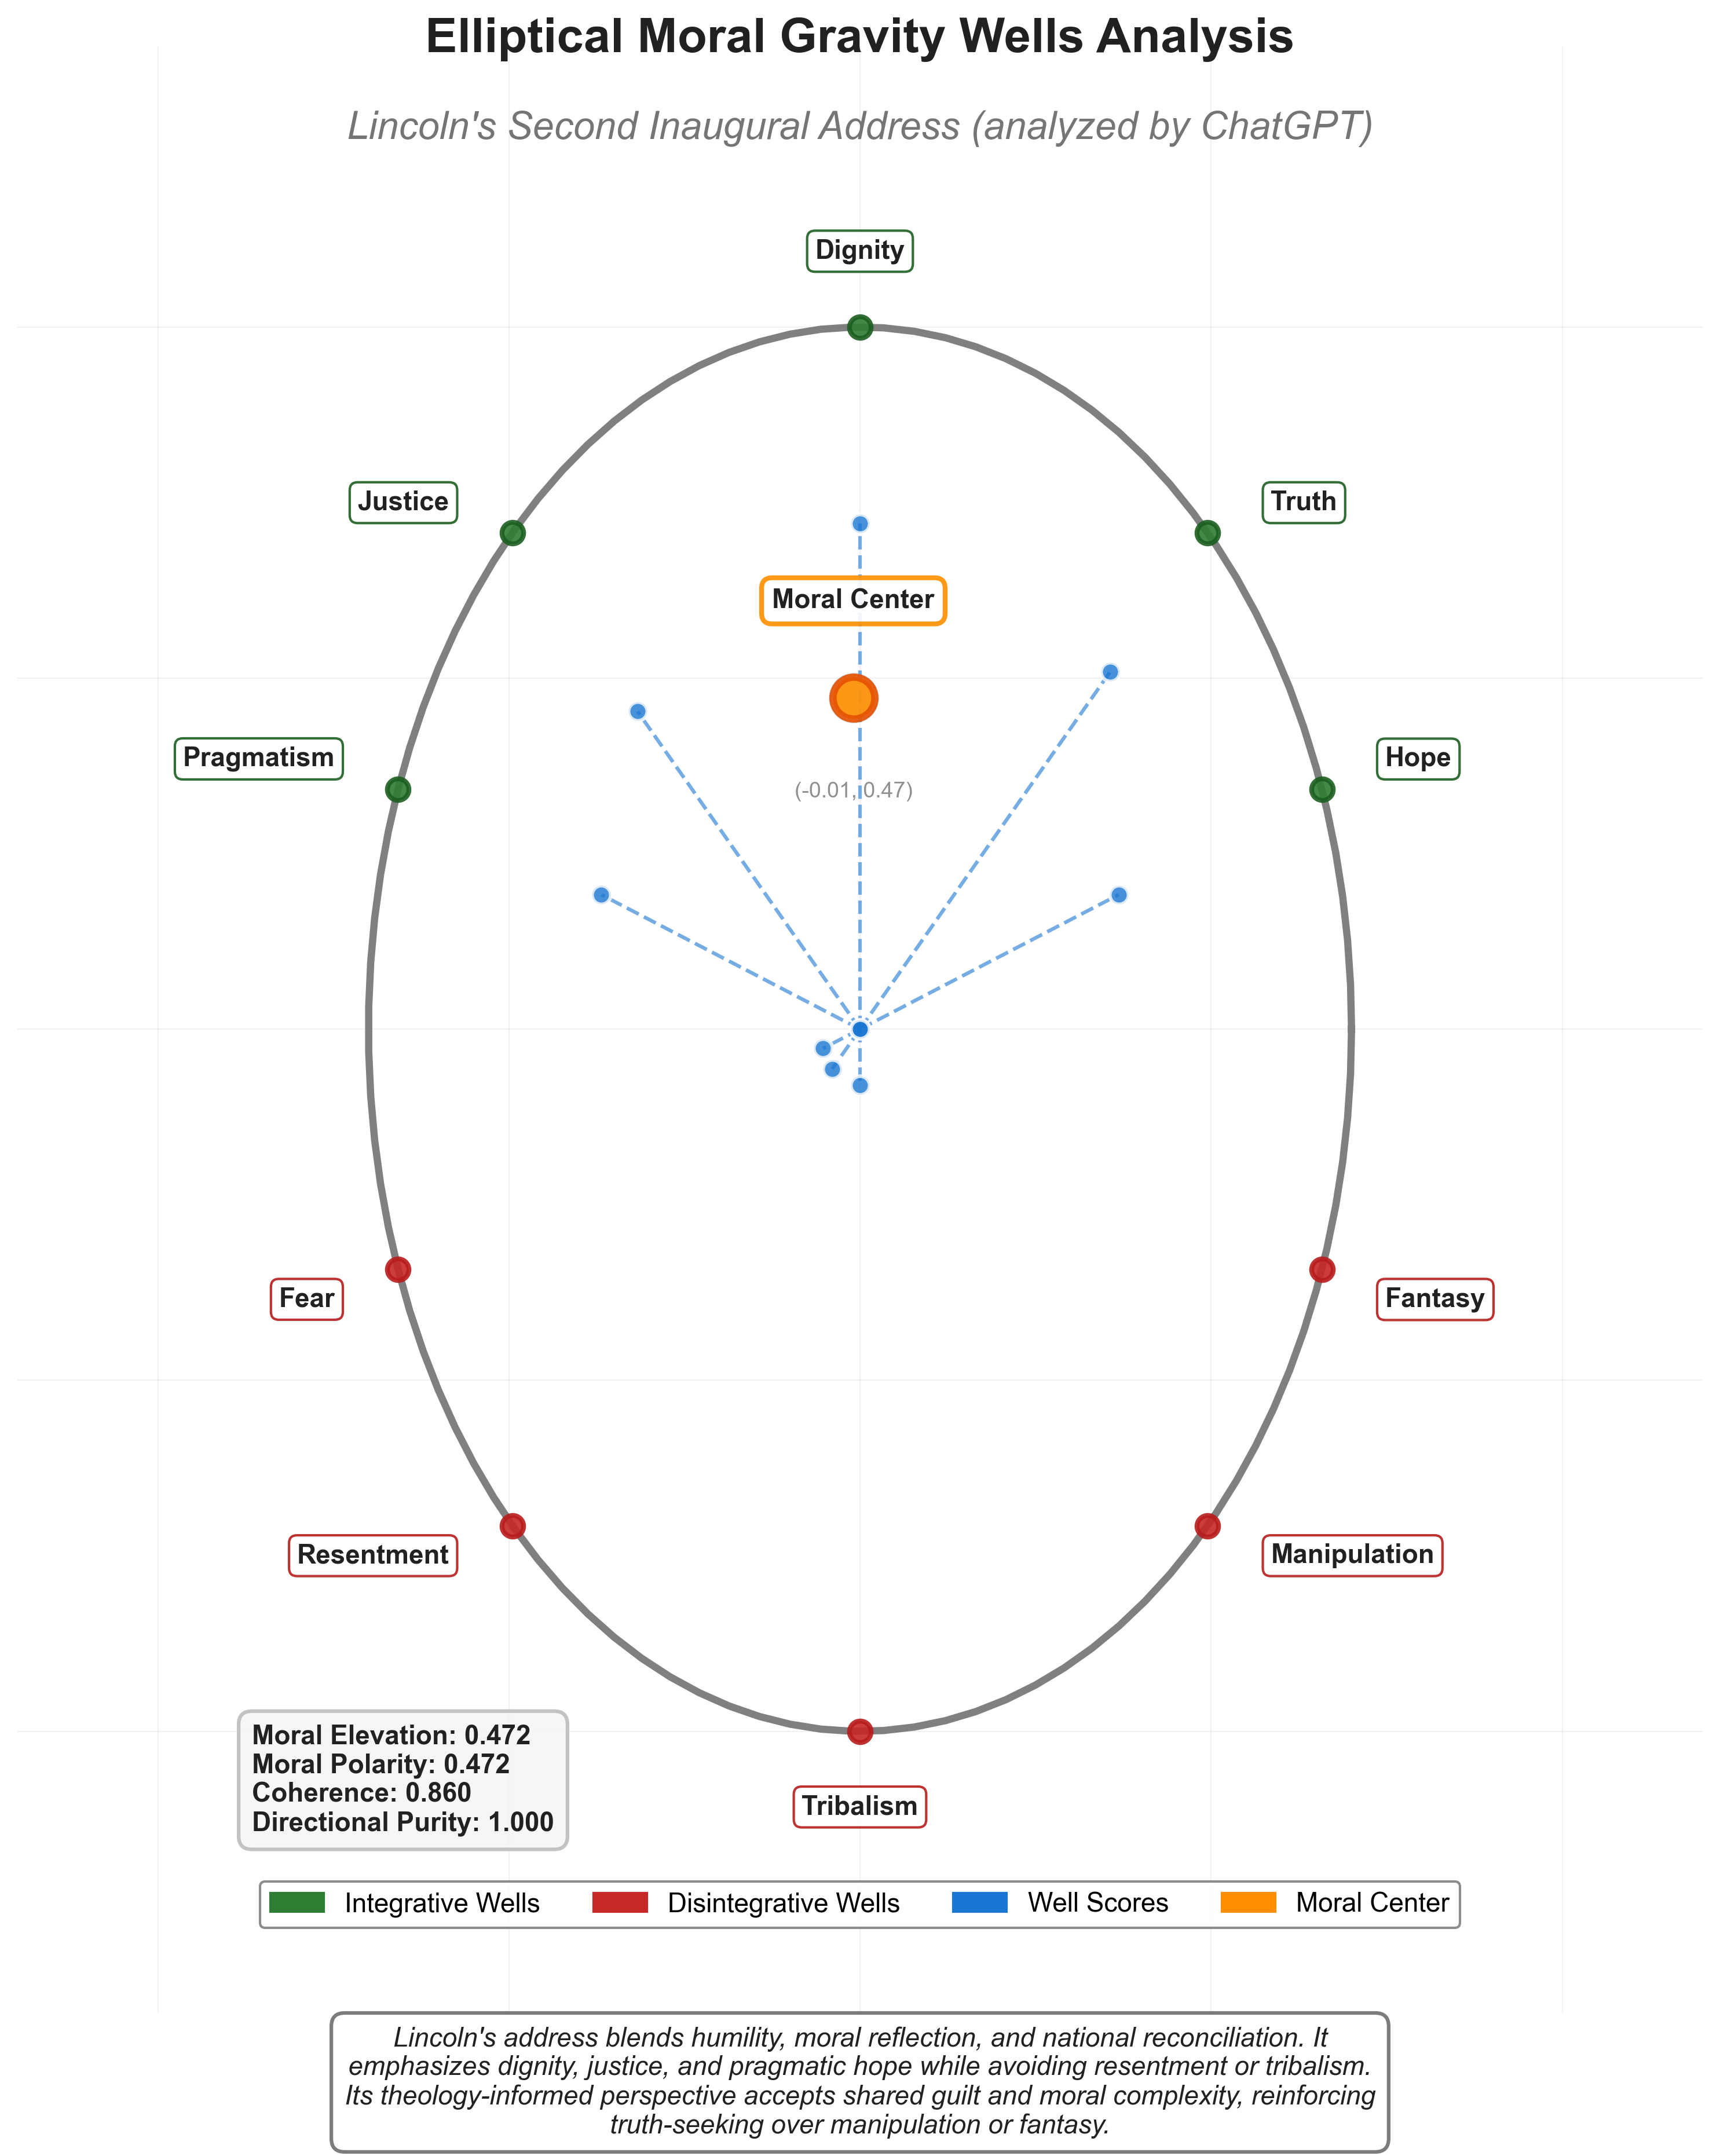 Elliptical Moral Gravity Wells Analysis
Lincoln's Second Inaugural Address (analyzed by ChatGPT)
Dignity
Justice
Truth
Moral Center
Pragmatism
Hope
(-0.01, 0.47)
Fear
Fantasy
Resentment
Manipulation
Tribalism
Moral Elevation: 0.472
Moral Polarity: 0.472
Coherence: 0.860
Directional Purity: 1.000
Integrative Wells
Disintegrative Wells
Well Scores
Moral Center
Lincoln's address blends humility, moral reflection, and national reconciliation. It
emphasizes dignity, justice, and pragmatic hope while avoiding resentment or tribalism.
Its theology-informed perspective accepts shared guilt and moral complexity, reinforcing
truth-seeking over manipulation or fantasy.